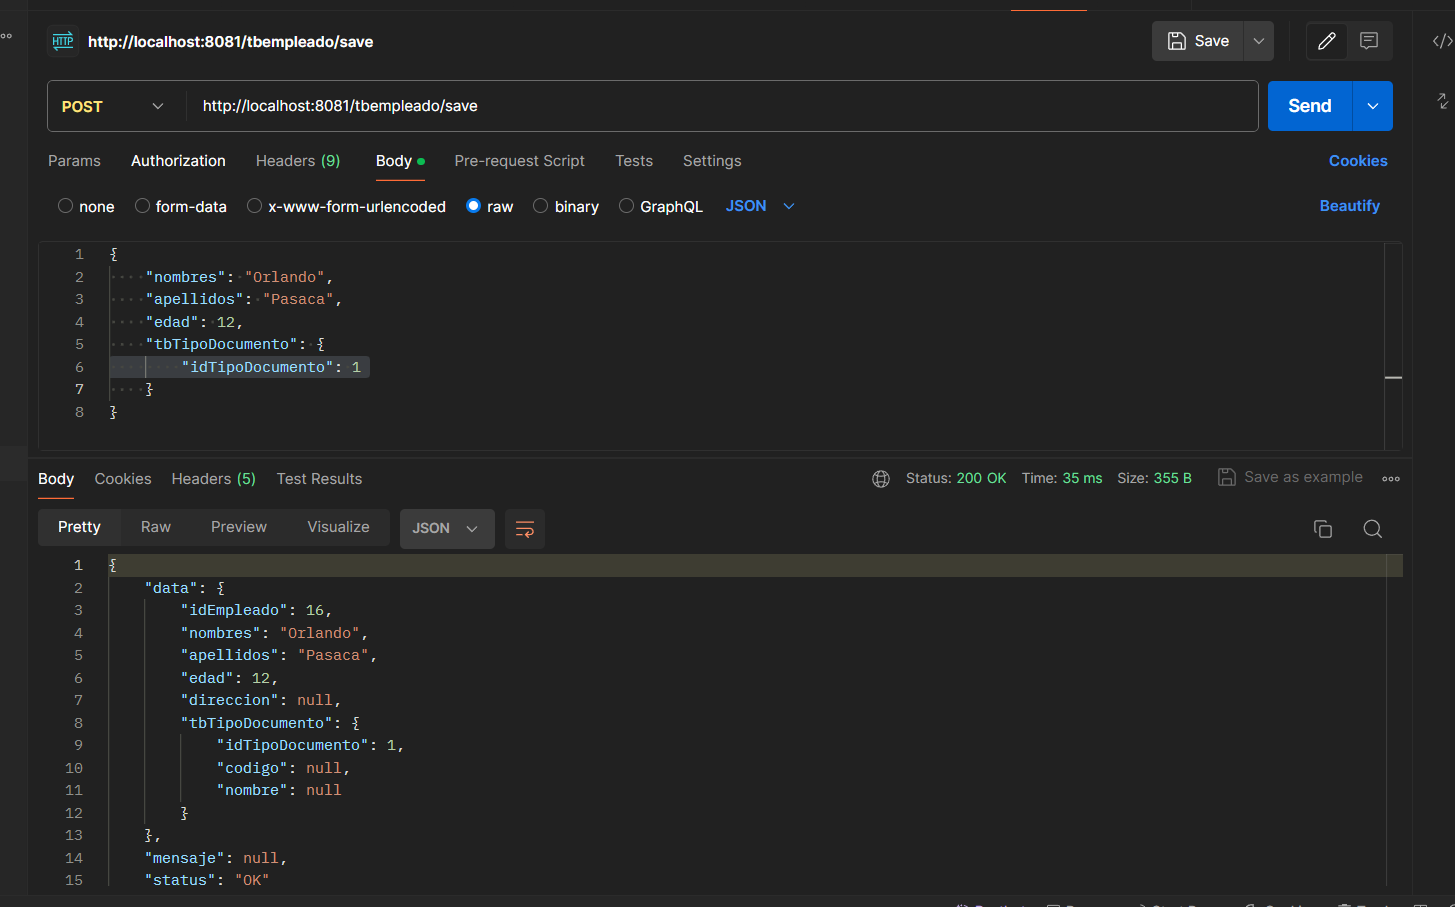 HTTP http://localhost:8081/tbempleado/save Save
POST http://localhost:8081/tbempleado/save Send
Params Authorization Headers (9) Body Pre-request Script Tests Settings Cookies
none form-data x-www-form-urlencoded raw binary GraphQL JSON Beautify
1 {
2 "nombres": "Orlando",
3 "apellidos": "Pasaca",
4 "edad": 12,
5 "tbTipoDocumento": {
6 "idTipoDocumento": 1
7 }
8 }
Body Cookies Headers (5) Test Results Status: 200 OK Time: 35 ms Size: 355 B Save as example
Pretty Raw Preview Visualize JSON
1 {
2 "data": {
3 "idEmpleado": 16,
4 "nombres": "Orlando",
5 "apellidos": "Pasaca",
6 "edad": 12,
7 "direccion": null,
8 "tbTipoDocumento": {
9 "idTipoDocumento": 1,
10 "codigo": null,
11 "nombre": null
12 }
13 },
14 "mensaje": null,
15 "status": "OK"